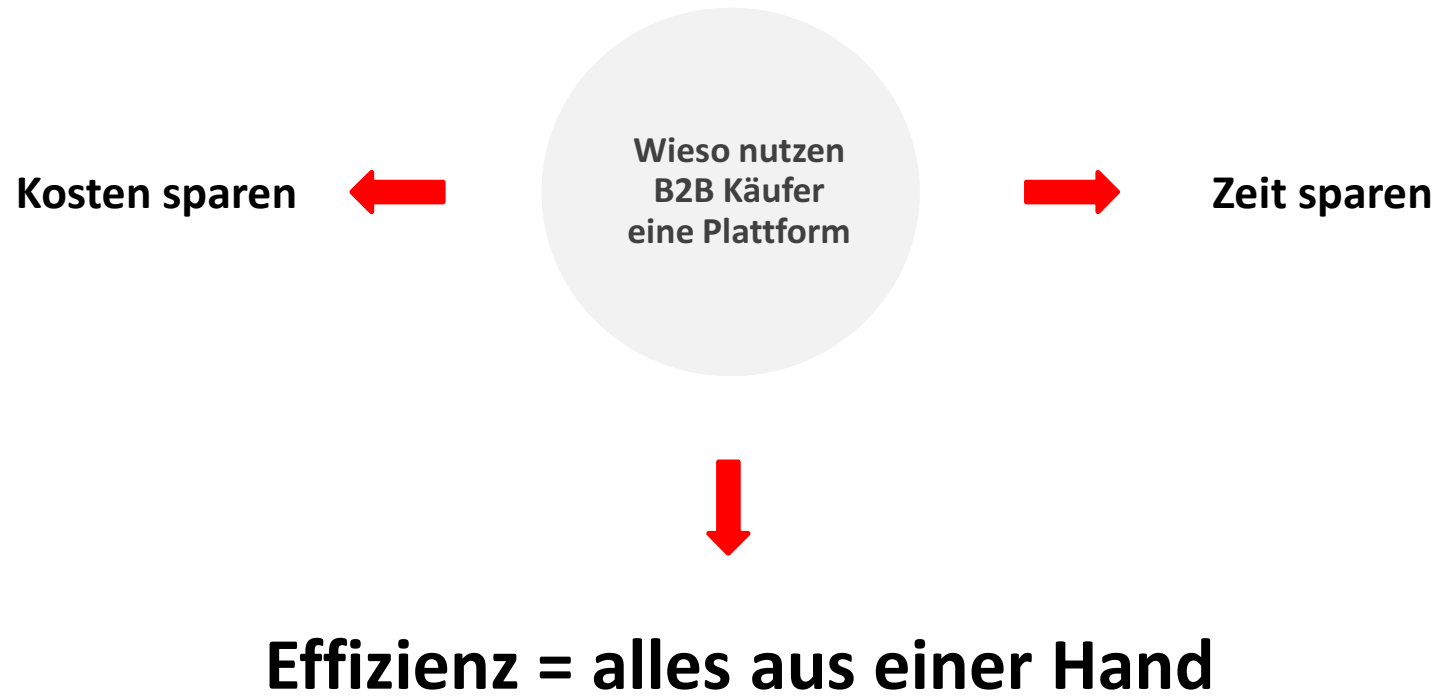 Wieso nutzen
B2B Käufer
eine Plattform
Kosten sparen
Zeit sparen
Effizienz = alles aus einer Hand